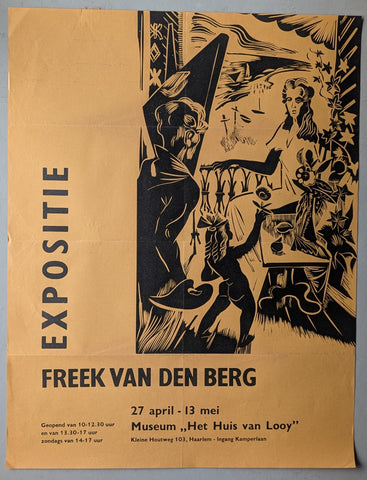 EXPOSITIE
FREEK VAN DEN BERG
27 april - 13 mei
Museum „Het Huis van Looy”
Kleine Houtweg 103, Haarlem - Ingang Kamperlaan
Geopend van 10-12.30 uur
en van 13.30-17 uur
zondags van 14-17 uur